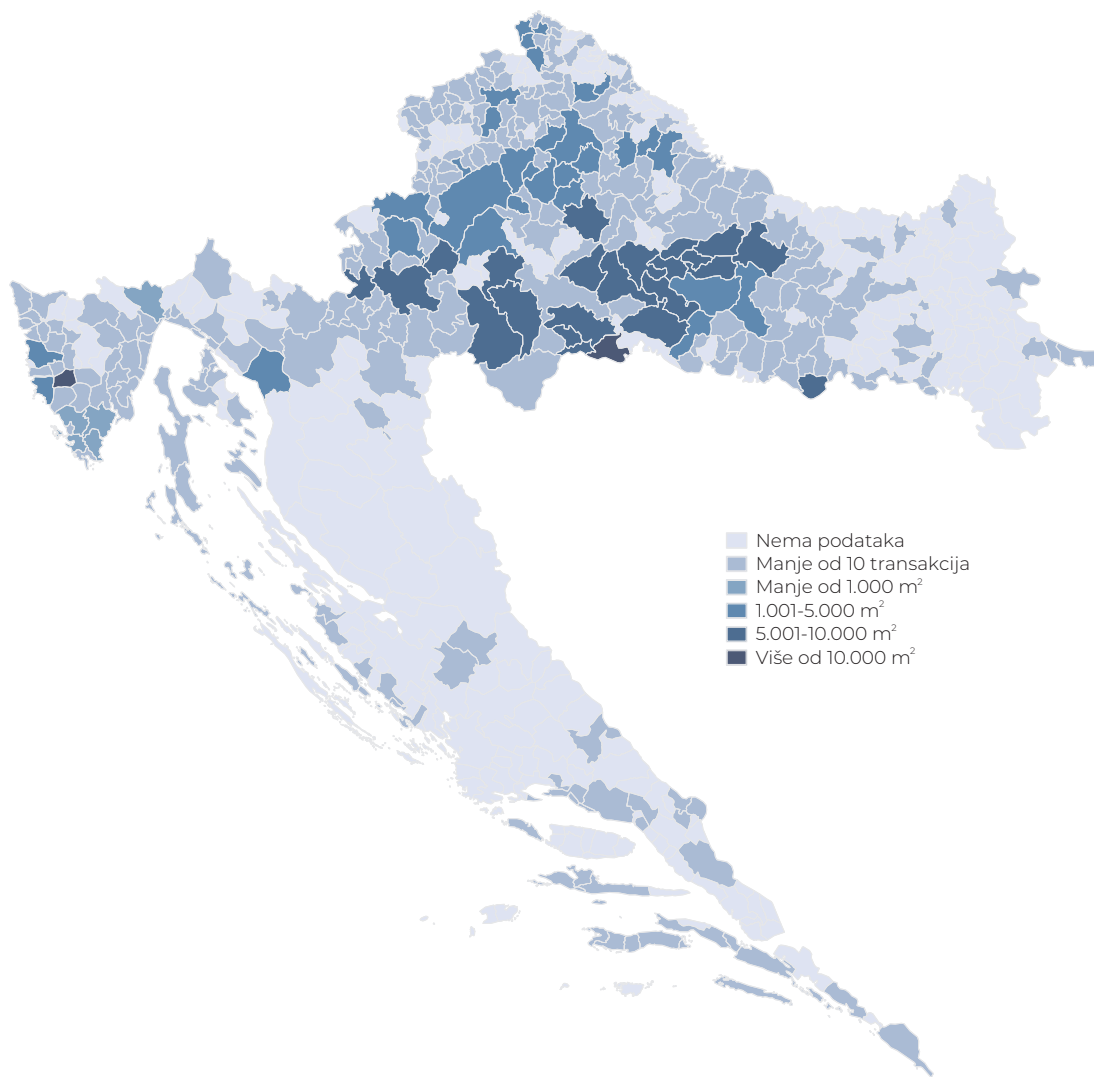 Nema podataka
Manje od 10 transakcija
Manje od 1.000 m²
1.001-5.000 m²
5.001-10.000 m²
Više od 10.000 m²